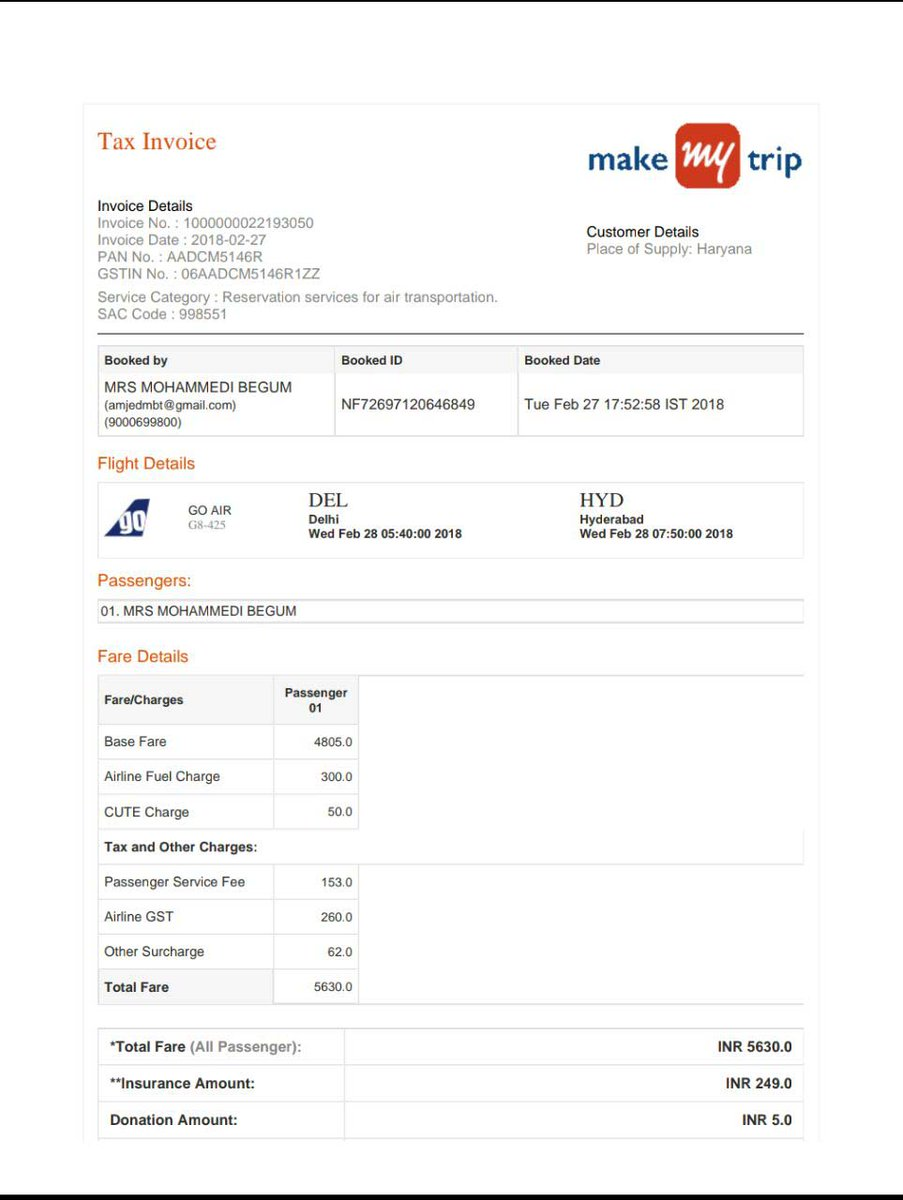 Tax Invoice
make my trip
Invoice Details
Invoice No. : 1000000022193050
Invoice Date : 2018-02-27
PAN No. : AADCM5146R
GSTIN No. : 06AADCM5146R1ZZ
Customer Details
Place of Supply: Haryana
Service Category : Reservation services for air transportation.
SAC Code : 998551
Booked by Booked ID Booked Date
MRS MOHAMMEDI BEGUM
(amjedmbt@gmail.com)
(9000699800)
NF72697120646849
Tue Feb 27 17:52:58 IST 2018
Flight Details
go
GO AIR
G8-425
DEL
Delhi
Wed Feb 28 05:40:00 2018
HYD
Hyderabad
Wed Feb 28 07:50:00 2018
Passengers:
01. MRS MOHAMMEDI BEGUM
Fare Details
Fare/Charges Passenger 01
Base Fare 4805.0
Airline Fuel Charge 300.0
CUTE Charge 50.0
Tax and Other Charges:
Passenger Service Fee 153.0
Airline GST 260.0
Other Surcharge 62.0
Total Fare 5630.0
*Total Fare (All Passenger): INR 5630.0
**Insurance Amount: INR 249.0
Donation Amount: INR 5.0